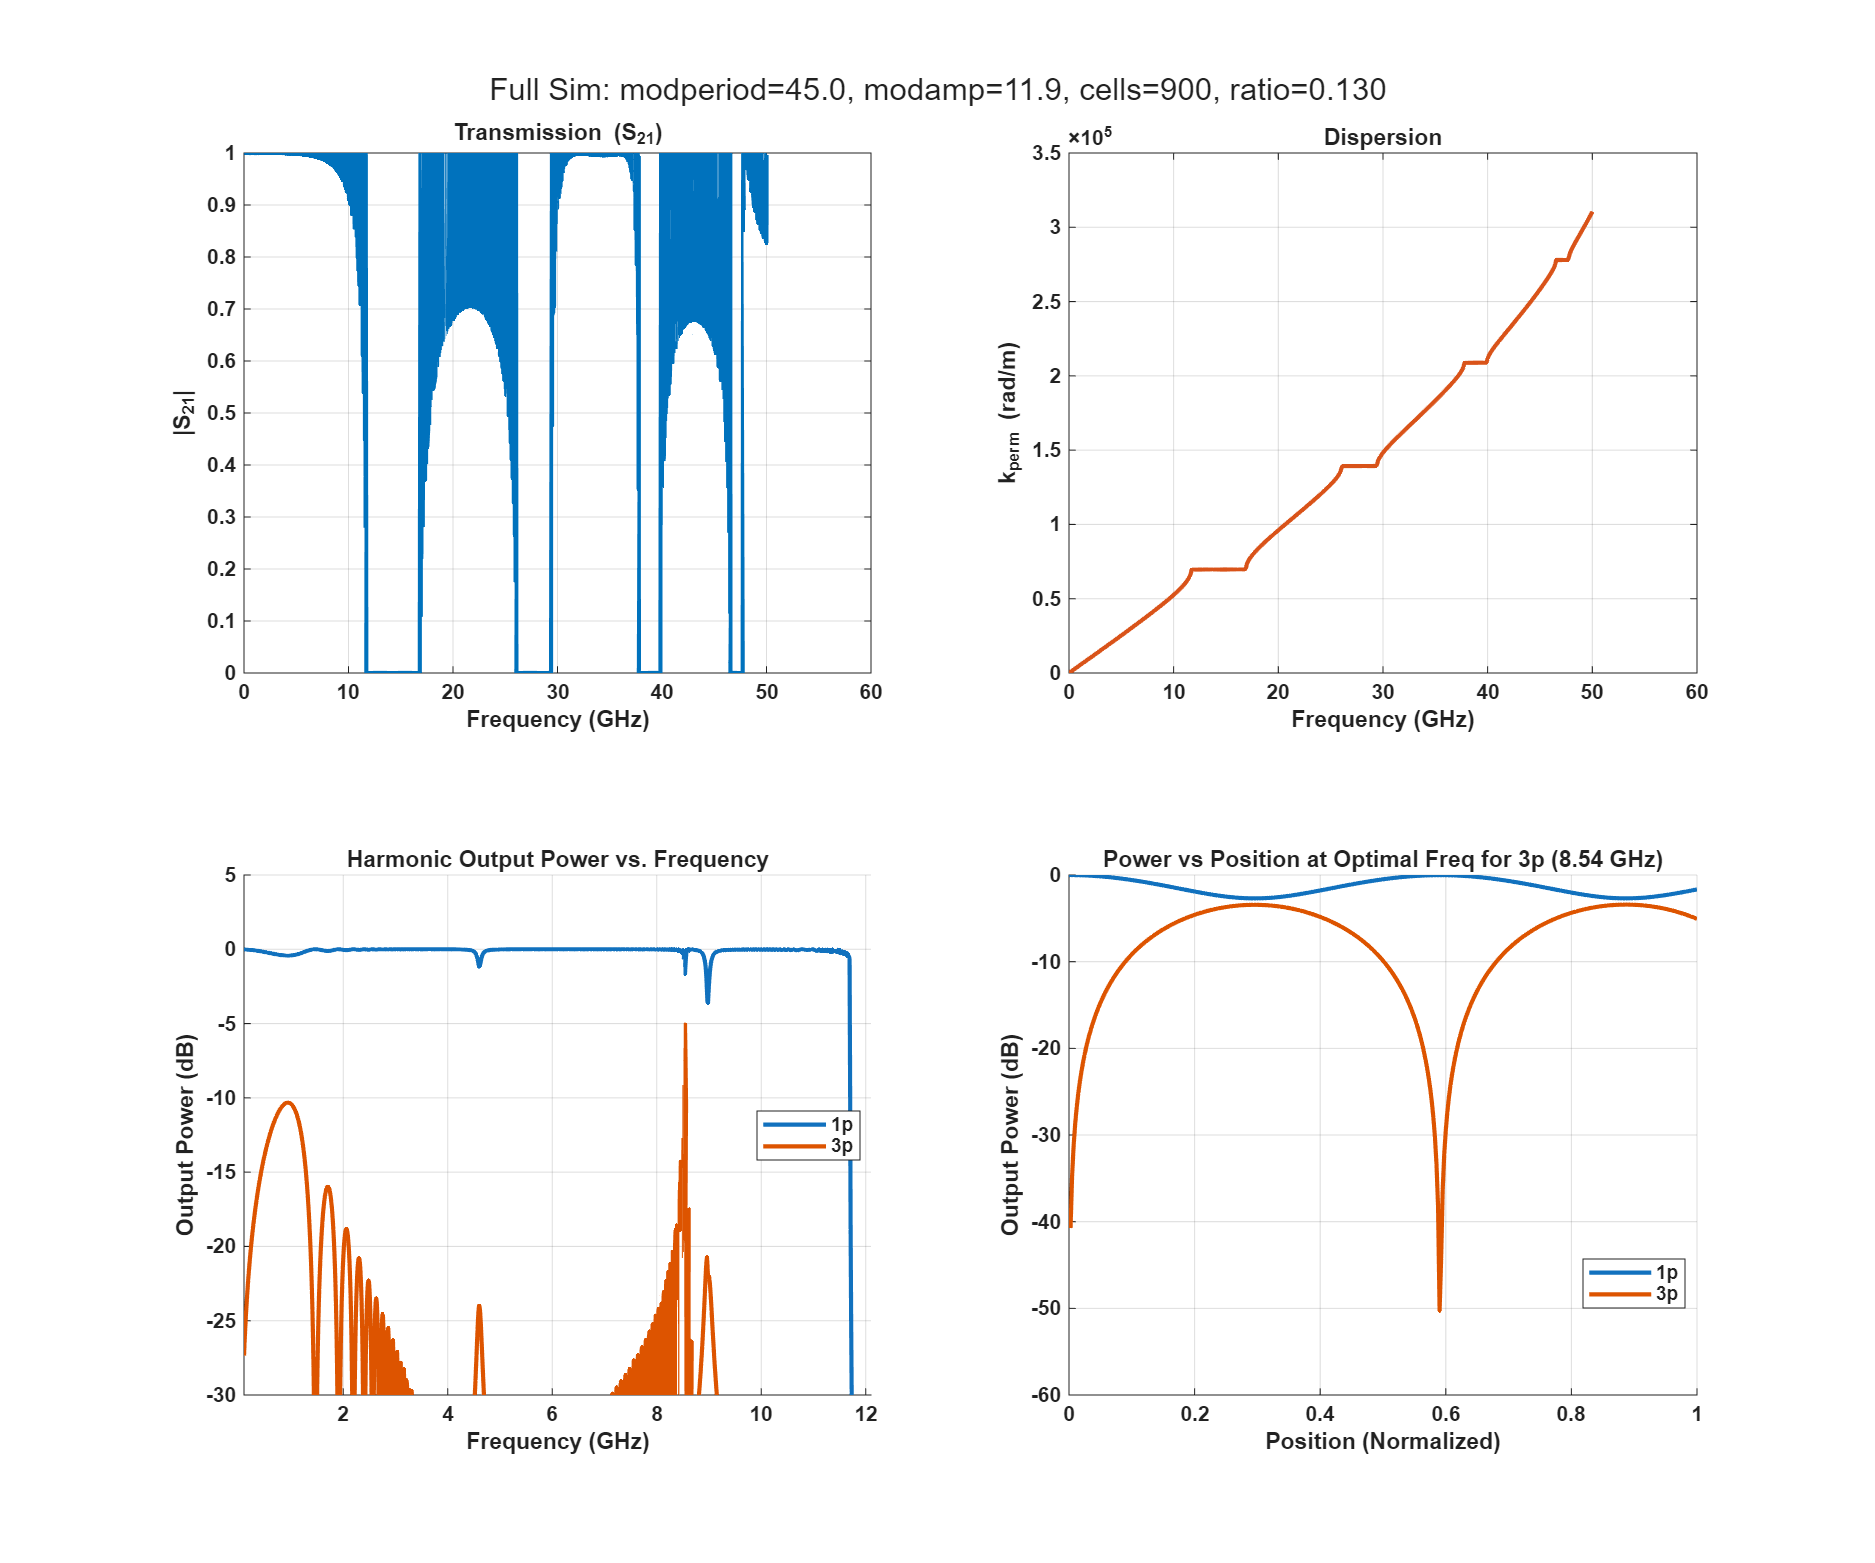 Full Sim: modperiod=45.0, modamp=11.9, cells=900, ratio=0.130
Transmission (S21)
1
0.9
0.8
0.7
0.6
0.5
0.4
0.3
0.2
0.1
0
|S21|
0 10 20 30 40 50 60
Frequency (GHz)
×10⁵
Dispersion
3.5
3
2.5
2
1.5
1
0.5
0
kperm (rad/m)
0 10 20 30 40 50 60
Frequency (GHz)
Harmonic Output Power vs. Frequency
5
0
-5
-10
-15
-20
-25
-30
Output Power (dB)
1p
3p
2 4 6 8 10 12
Frequency (GHz)
Power vs Position at Optimal Freq for 3p (8.54 GHz)
0
-10
-20
-30
-40
-50
-60
Output Power (dB)
1p
3p
0 0.2 0.4 0.6 0.8 1
Position (Normalized)